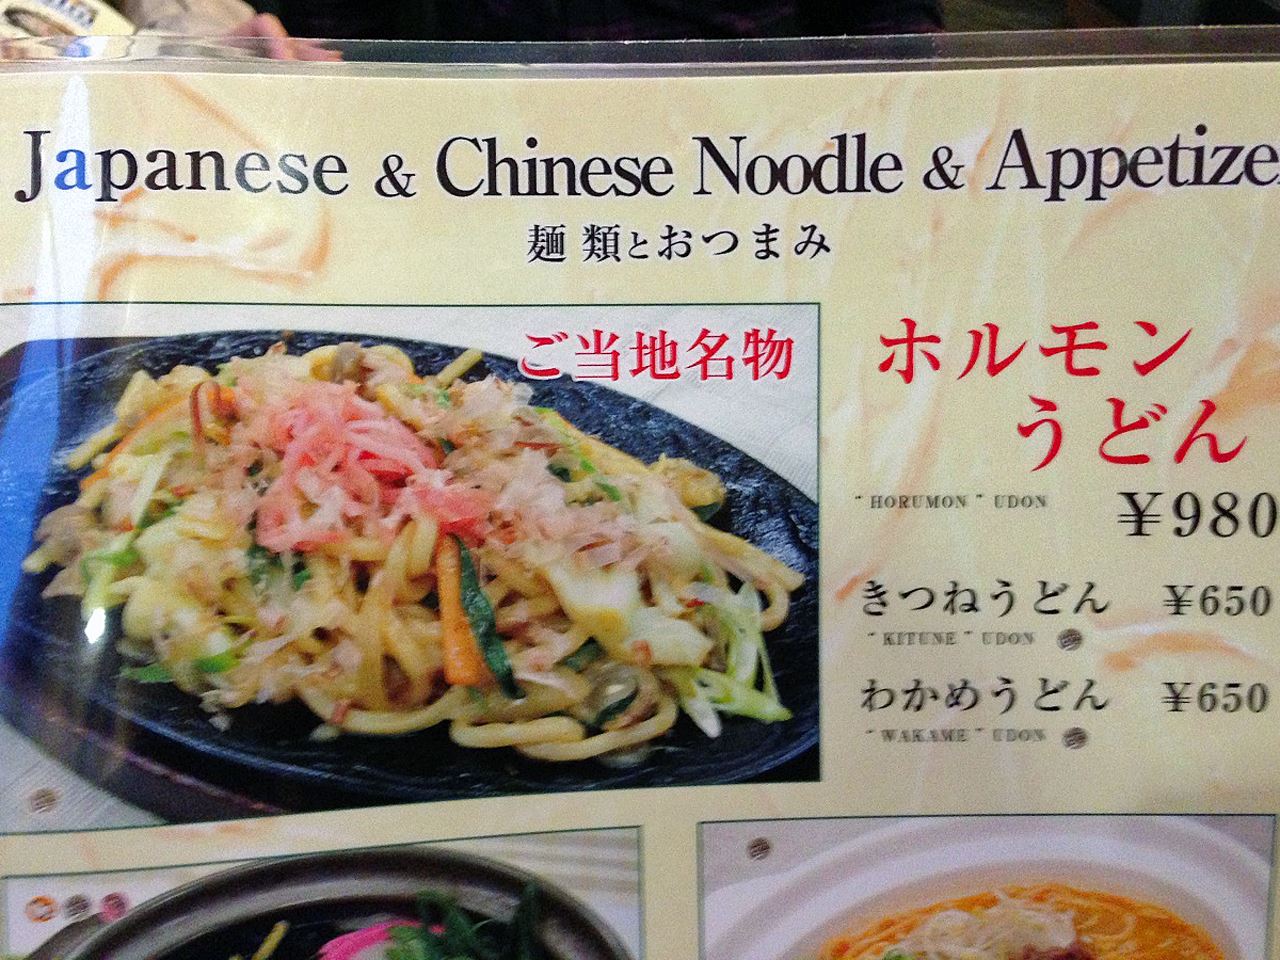 Japanese & Chinese Noodle & Appetize
麺類とおつまみ
ご当地名物
ホルモン
うどん
"HORUMON" UDON ¥980
きつねうどん ¥650
"KITUNE" UDON
わかめうどん ¥650
"WAKAME" UDON